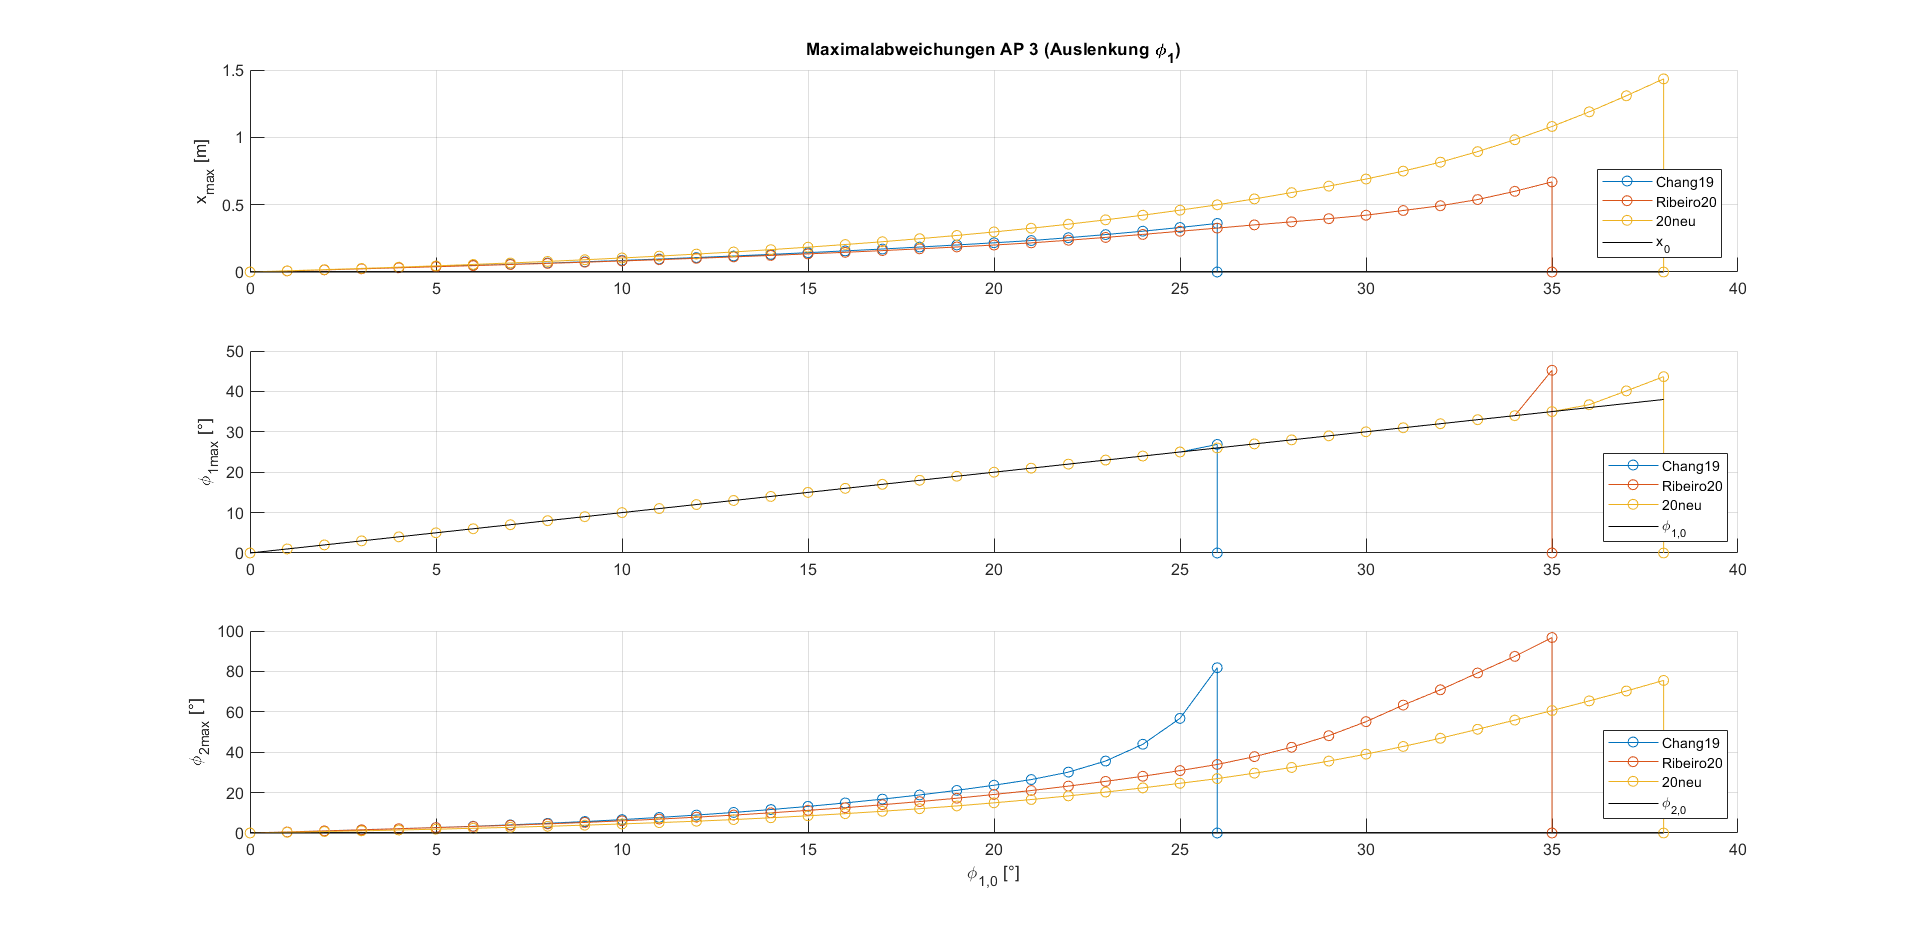 Maximalabweichungen AP 3 (Auslenkung ϕ1)
xmax [m]
1.5
1
0.5
0
0 5 10 15 20 25 30 35 40
Chang19
Ribeiro20
20neu
x0
ϕ1max [°]
50
40
30
20
10
0
0 5 10 15 20 25 30 35 40
Chang19
Ribeiro20
20neu
ϕ1,0
ϕ2max [°]
100
80
60
40
20
0
0 5 10 15 20 25 30 35 40
Chang19
Ribeiro20
20neu
ϕ2,0
ϕ1,0 [°]